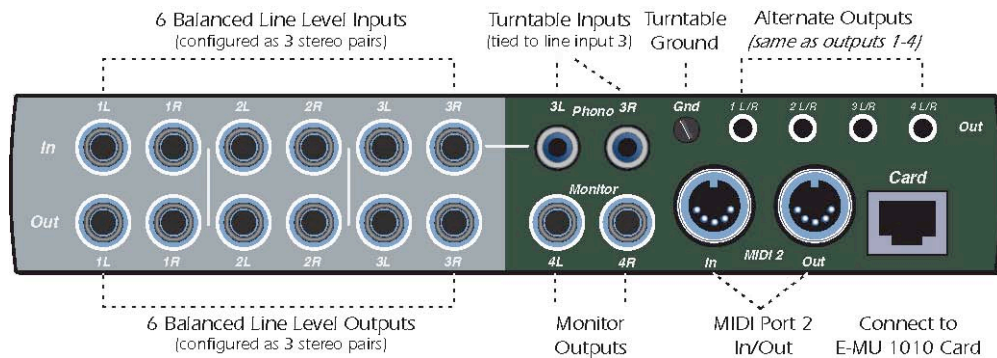 6 Balanced Line Level Inputs
(configured as 3 stereo pairs)
Turntable Inputs
(tied to line input 3)
Turntable
Ground
Alternate Outputs
(same as outputs 1-4)
1L 1R 2L 2R 3L 3R
3L Phono 3R
Gnd
1 L/R 2 L/R 3 L/R 4 L/R
In
Out
Monitor
Card
Out
1L 1R 2L 2R 3L 3R
4L 4R
In MIDI 2 Out
6 Balanced Line Level Outputs
(configured as 3 stereo pairs)
Monitor
Outputs
MIDI Port 2
In/Out
Connect to
E-MU 1010 Card